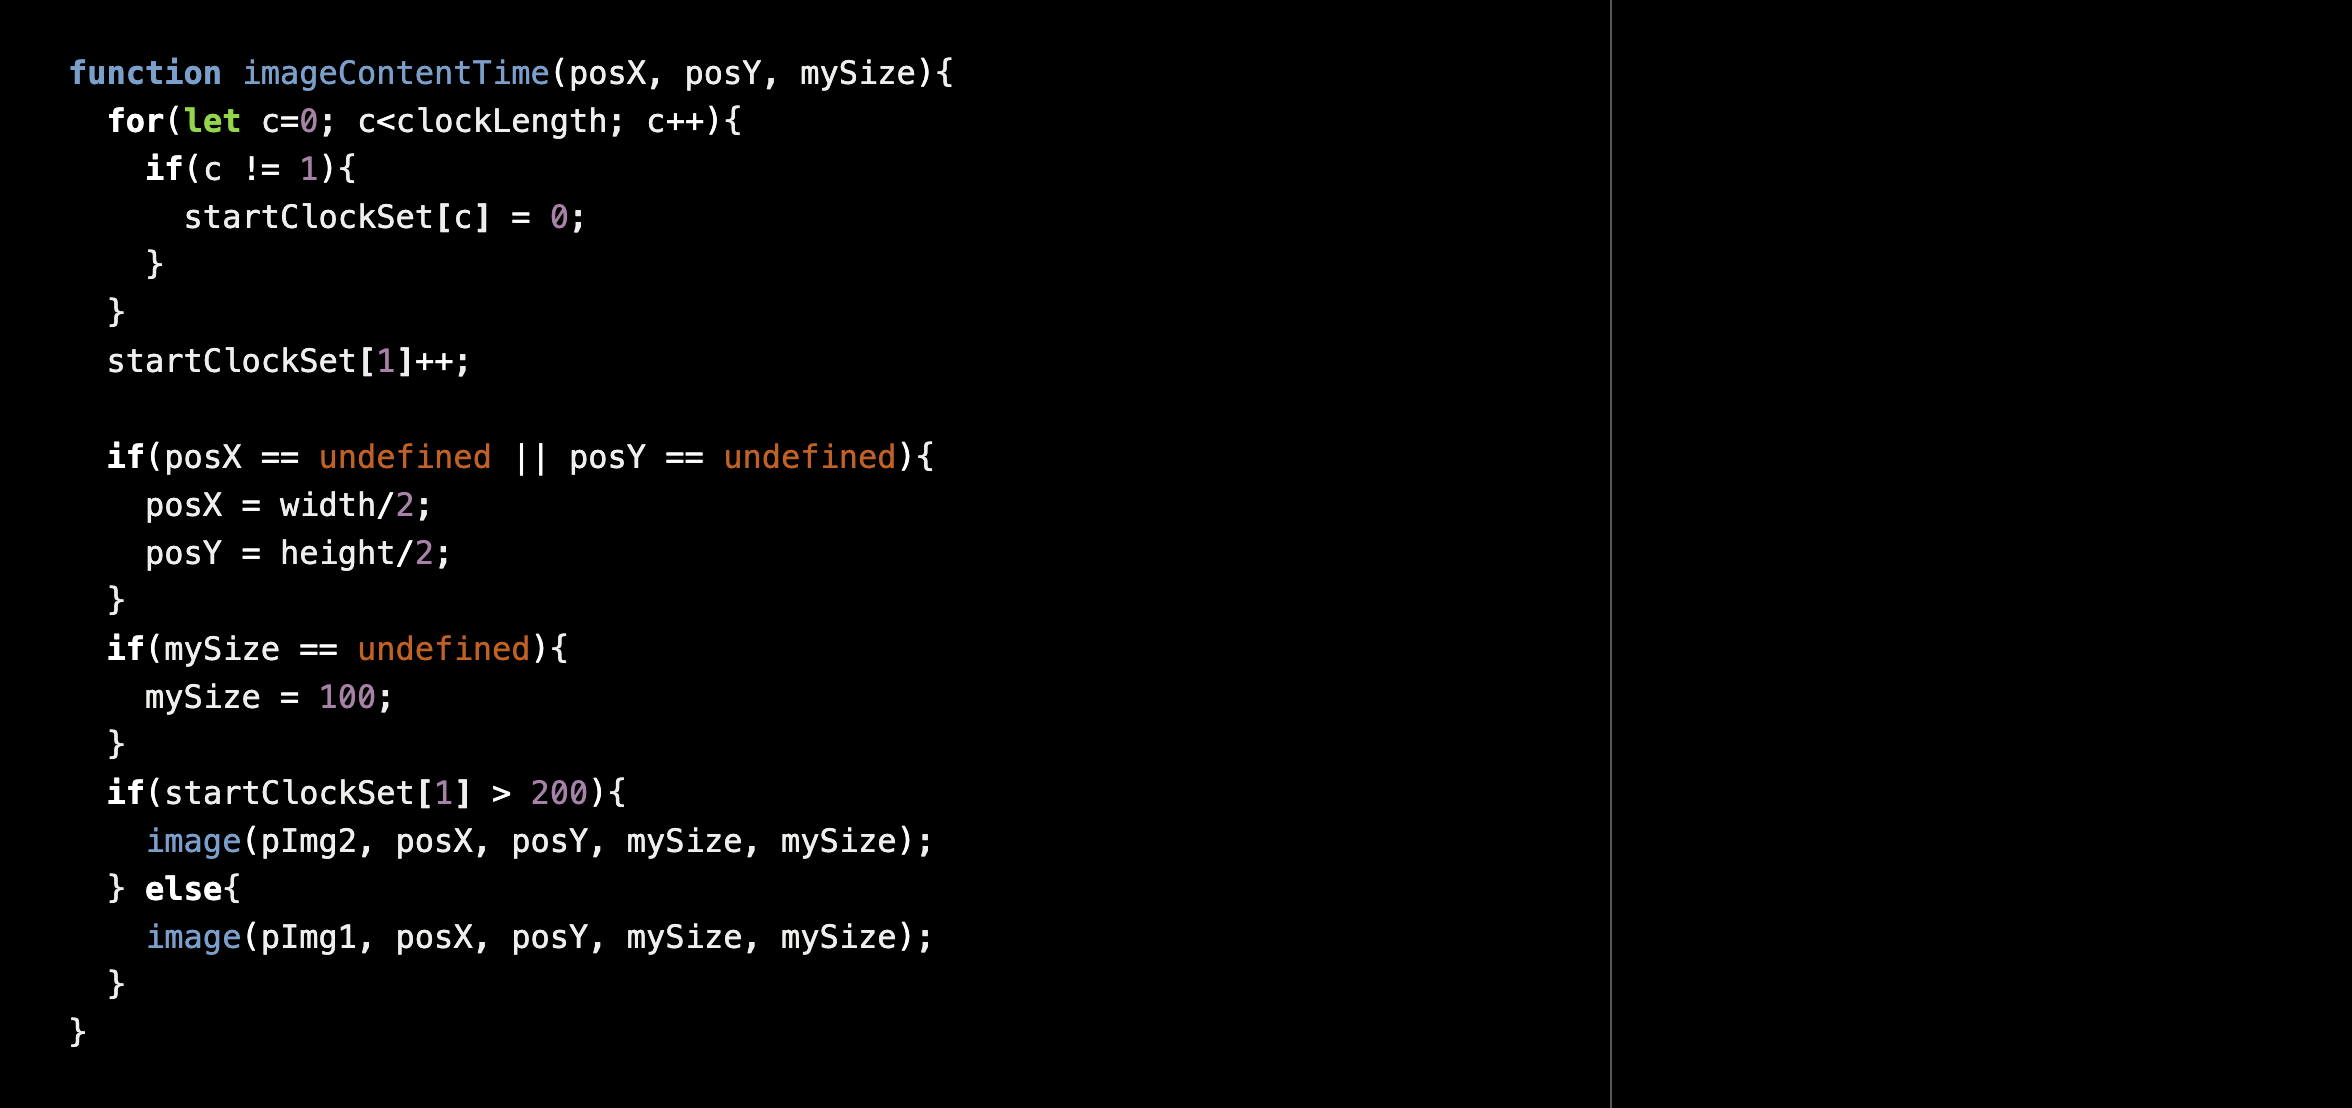 function imageContentTime(posX, posY, mySize){
  for(let c=0; c<clockLength; c++){
    if(c != 1){
      startClockSet[c] = 0;
    }
  }
  startClockSet[1]++;

  if(posX == undefined || posY == undefined){
    posX = width/2;
    posY = height/2;
  }
  if(mySize == undefined){
    mySize = 100;
  }
  if(startClockSet[1] > 200){
    image(pImg2, posX, posY, mySize, mySize);
  } else{
    image(pImg1, posX, posY, mySize, mySize);
  }
}